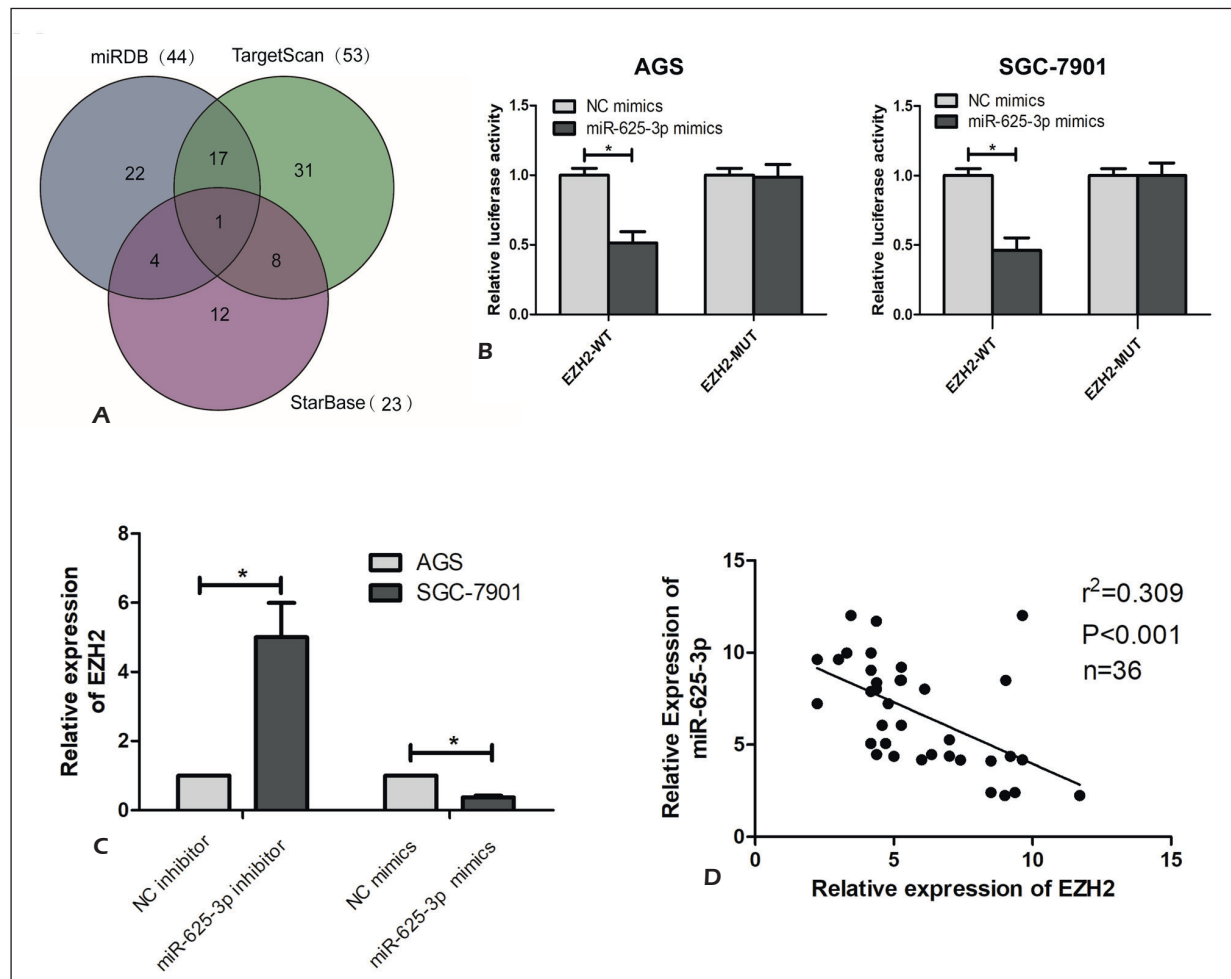 miRDB (44)
TargetScan (53)
22
17
31
1
4
8
12
StarBase (23)
A
AGS
NC mimics
miR-625-3p mimics
Relative luciferase activity
1.5
1.0
0.5
0.0
*
EZH2-WT
EZH2-MUT
B
SGC-7901
NC mimics
miR-625-3p mimics
Relative luciferase activity
1.5
1.0
0.5
0.0
*
EZH2-WT
EZH2-MUT
Relative expression
of EZH2
8
6
4
2
0
AGS
SGC-7901
*
*
NC inhibitor
miR-625-3p inhibitor
NC mimics
miR-625-3p mimics
C
Relative Expression of
miR-625-3p
15
10
5
0
r²=0.309
P<0.001
n=36
0
5
10
15
Relative expression of EZH2
D